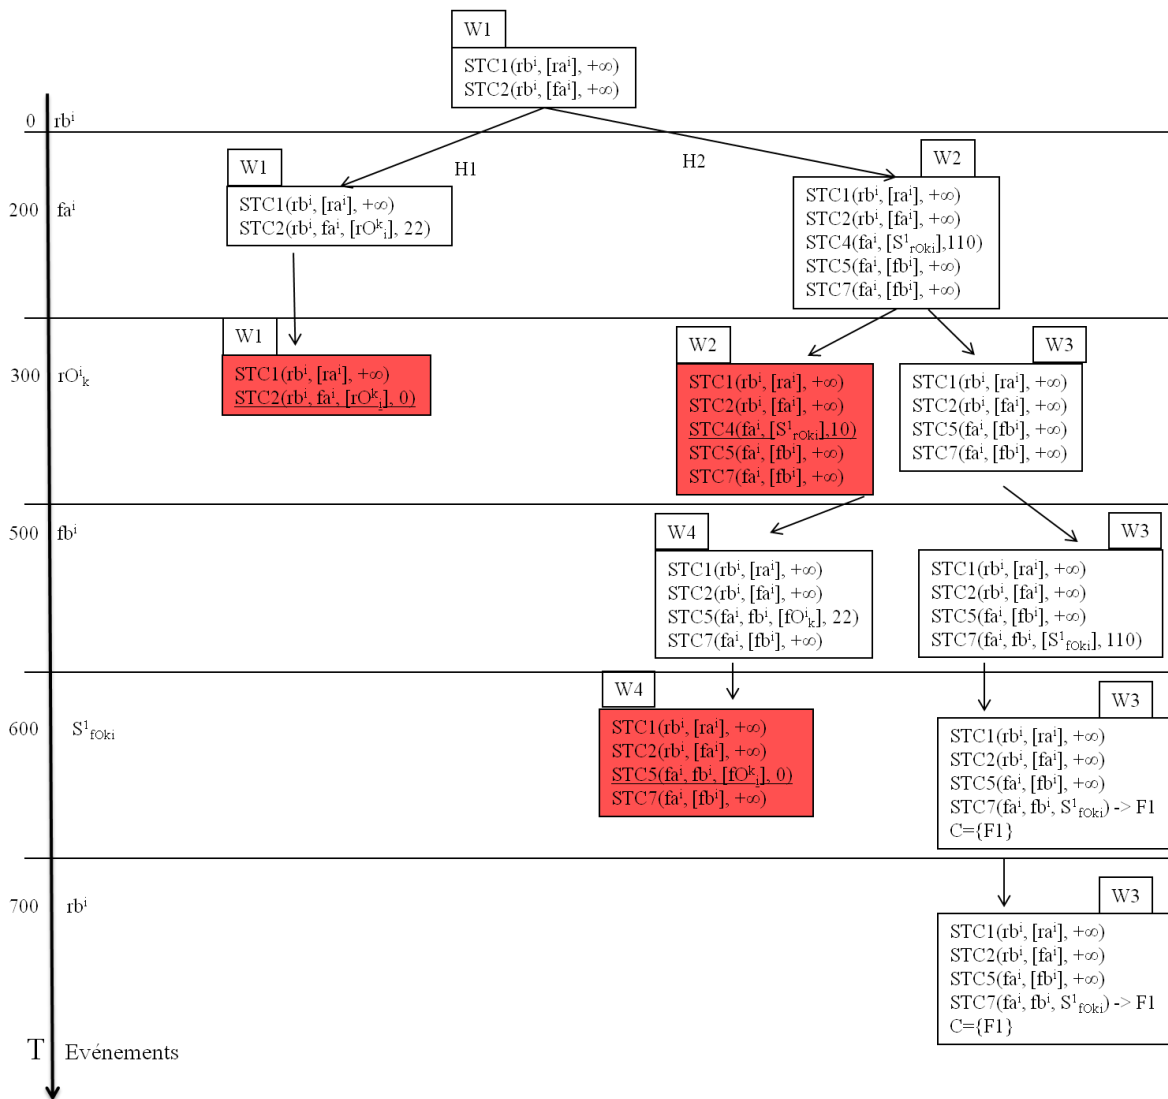 W1
STC1(rbⁱ, [raⁱ], +∞)
STC2(rbⁱ, [faⁱ], +∞)
0 rbⁱ
H1
H2
W1
STC1(rbⁱ, [raⁱ], +∞)
STC2(rbⁱ, faⁱ, [rOᵏᵢ], 22)
W2
STC1(rbⁱ, [raⁱ], +∞)
STC2(rbⁱ, [faⁱ], +∞)
STC4(faⁱ, [S¹rOki],110)
STC5(faⁱ, [fbⁱ], +∞)
STC7(faⁱ, [fbⁱ], +∞)
200 faⁱ
W1
STC1(rbⁱ, [raⁱ], +∞)
STC2(rbⁱ, faⁱ, [rOᵏᵢ], 0)
W2
STC1(rbⁱ, [raⁱ], +∞)
STC2(rbⁱ, [faⁱ], +∞)
STC4(faⁱ, [S¹rOki],10)
STC5(faⁱ, [fbⁱ], +∞)
STC7(faⁱ, [fbⁱ], +∞)
W3
STC1(rbⁱ, [raⁱ], +∞)
STC2(rbⁱ, [faⁱ], +∞)
STC5(faⁱ, [fbⁱ], +∞)
STC7(faⁱ, [fbⁱ], +∞)
300 rOⁱₖ
500 fbⁱ
W4
STC1(rbⁱ, [raⁱ], +∞)
STC2(rbⁱ, [faⁱ], +∞)
STC5(faⁱ, fbⁱ, [fOⁱₖ], 22)
STC7(faⁱ, [fbⁱ], +∞)
W3
STC1(rbⁱ, [raⁱ], +∞)
STC2(rbⁱ, [faⁱ], +∞)
STC5(faⁱ, [fbⁱ], +∞)
STC7(faⁱ, fbⁱ, [S¹fOki], 110)
600 S¹fOki
W4
STC1(rbⁱ, [raⁱ], +∞)
STC2(rbⁱ, [faⁱ], +∞)
STC5(faⁱ, fbⁱ, [fOᵏᵢ], 0)
STC7(faⁱ, [fbⁱ], +∞)
W3
STC1(rbⁱ, [raⁱ], +∞)
STC2(rbⁱ, [faⁱ], +∞)
STC5(faⁱ, [fbⁱ], +∞)
STC7(faⁱ, fbⁱ, S¹fOki) -> F1
C={F1}
700 rbⁱ
W3
STC1(rbⁱ, [raⁱ], +∞)
STC2(rbⁱ, [faⁱ], +∞)
STC5(faⁱ, [fbⁱ], +∞)
STC7(faⁱ, fbⁱ, S¹fOki) -> F1
C={F1}
T Evénements